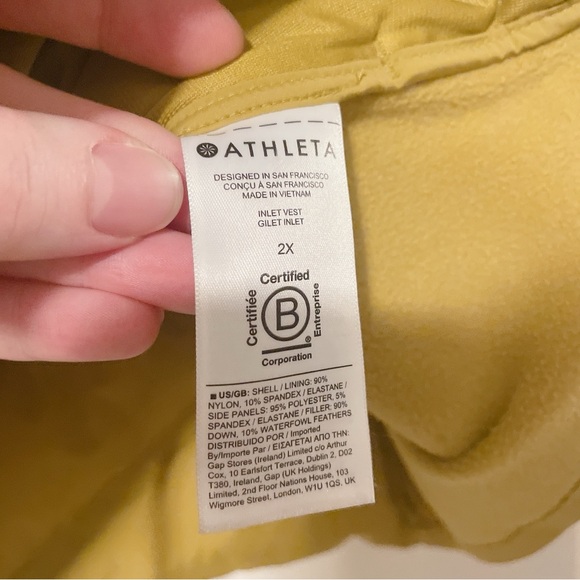 ATHLETA
DESIGNED IN SAN FRANCISCO
CONÇU À SAN FRANCISCO
MADE IN VIETNAM
INLET VEST
GILET INLET
2X
Certified
Certifiée
B
Entreprise
®
Corporation
US/GB: SHELL / LINING: 90%
NYLON, 10% SPANDEX / ELASTANE /
SIDE PANELS: 95% POLYESTER, 5%
SPANDEX / ELASTANE / FILLER: 90%
DOWN, 10% WATERFOWL FEATHERS
DISTRIBUIDO POR / Imported
By/Importe Par / ΕΙΣΑΓΕΤΑΙ ΑΠΟ ΤΗΝ:
Gap Stores (Ireland) Limited c/o Arthur
Cox, 10 Earlsfort Terrace, Dublin 2, D02
T380, Ireland, Gap (UK Holdings)
Limited, 2nd Floor Nations House, 103
Wigmore Street, London, W1U 1QS. UK